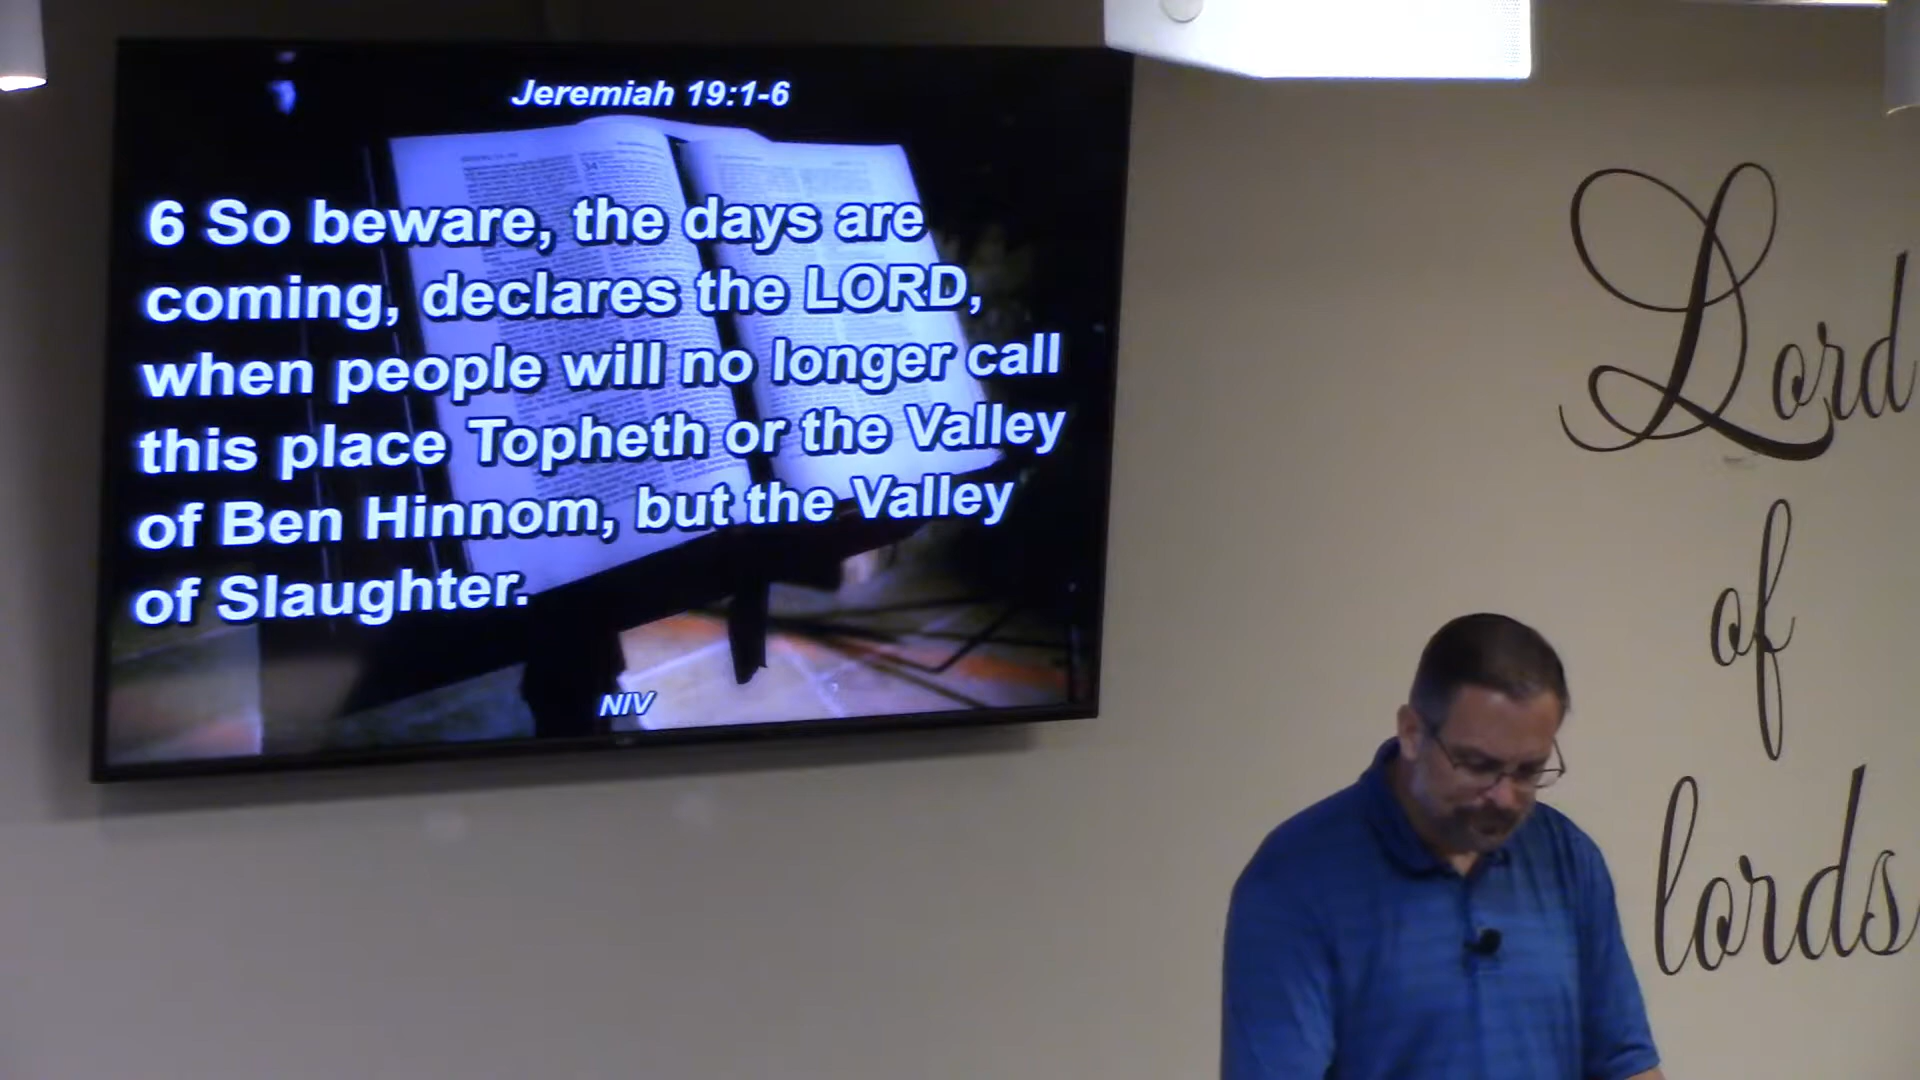 Jeremiah 19:1-6
6 So beware, the days are
coming, declares the LORD,
when people will no longer call
this place Topheth or the Valley
of Ben Hinnom, but the Valley
of Slaughter.
NIV
Lord
of
lords